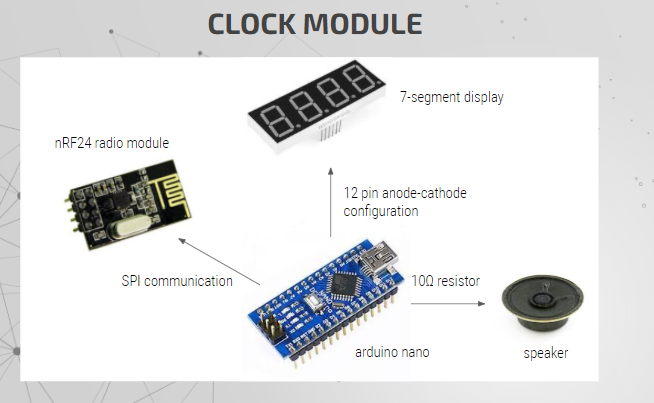 CLOCK MODULE
7-segment display
nRF24 radio module
12 pin anode-cathode
configuration
SPI communication
10Ω resistor
arduino nano
speaker